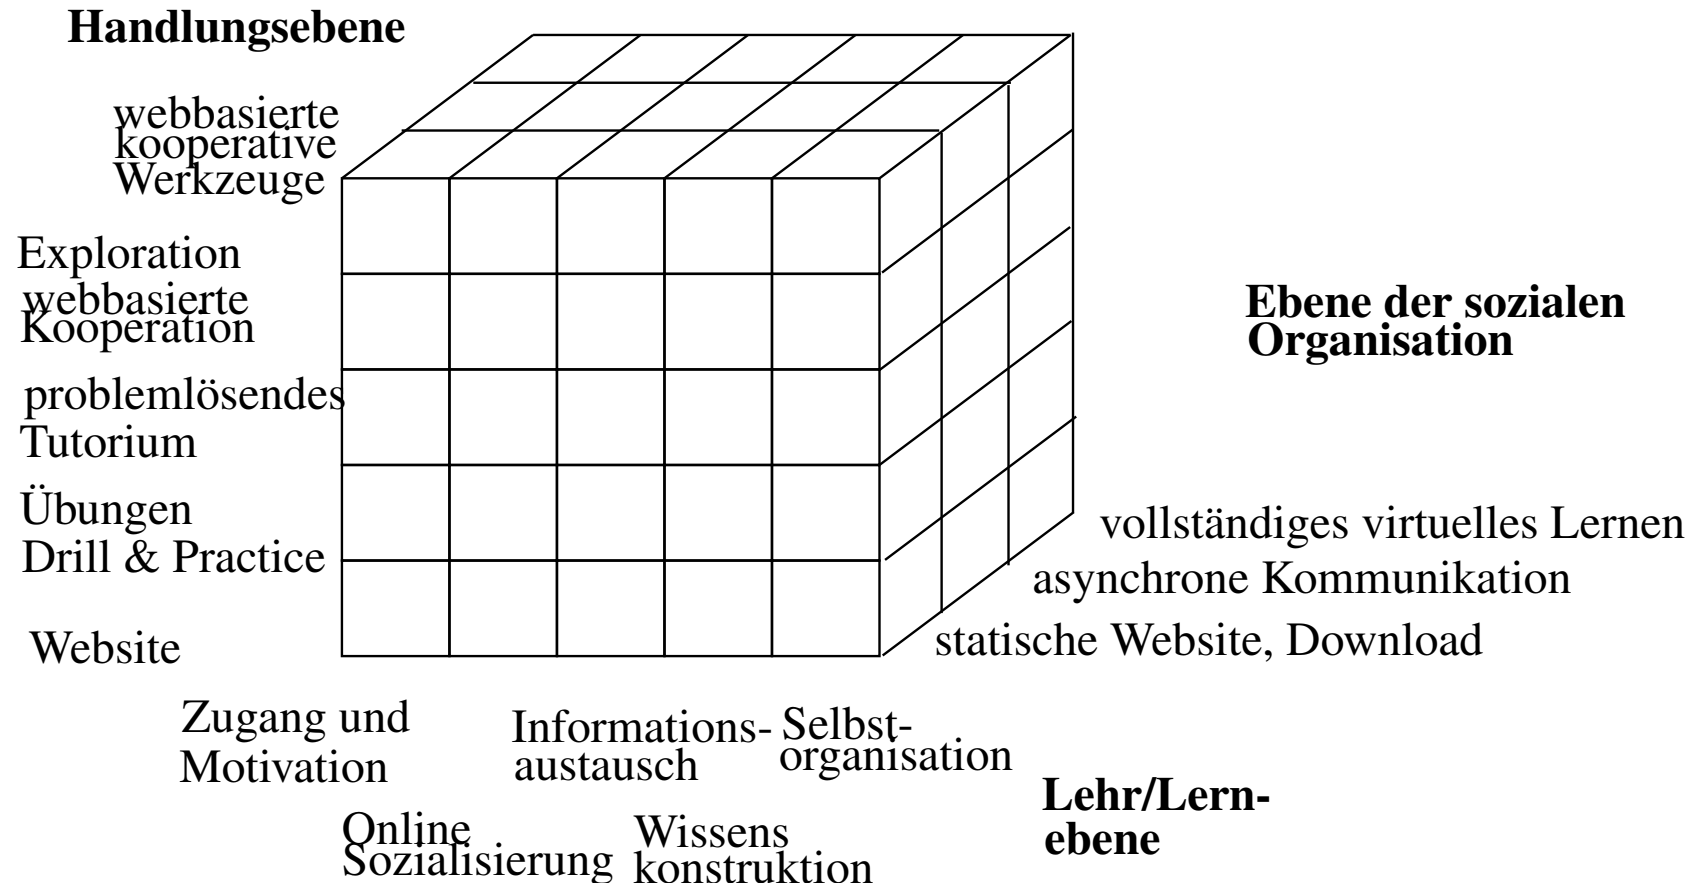 Handlungsebene
webbasierte
kooperative
Werkzeuge
Exploration
webbasierte
Kooperation
problemlösendes
Tutorium
Übungen
Drill & Practice
Website
Ebene der sozialen
Organisation
vollständiges virtuelles Lernen
asynchrone Kommunikation
statische Website, Download
Zugang und
Motivation
Online
Sozialisierung
Informations-
austausch
Wissens
konstruktion
Selbst-
organisation
Lehr/Lern-
ebene